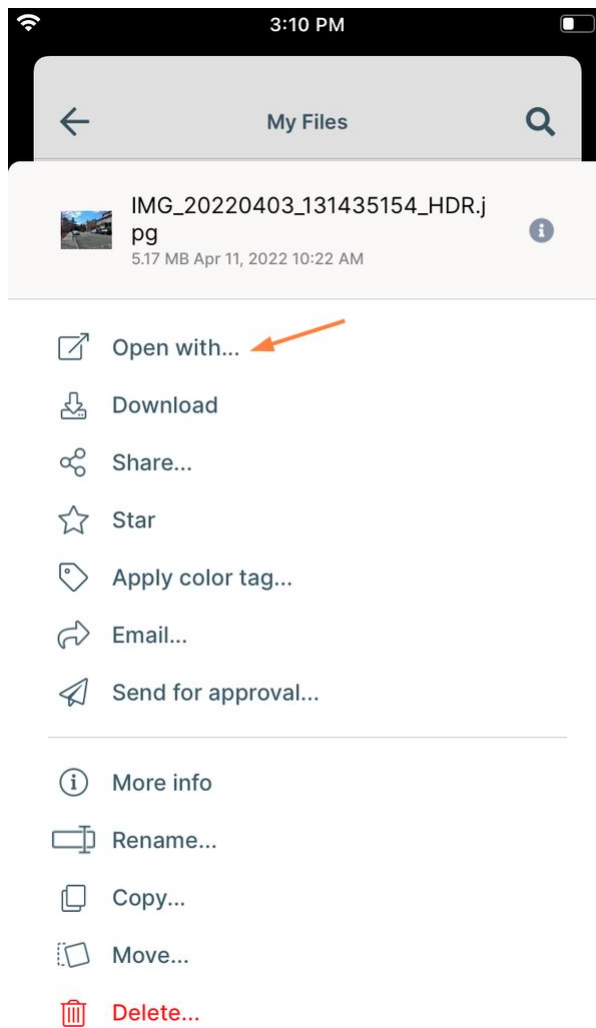 3:10 PM
My Files
IMG_20220403_131435154_HDR.j
pg
5.17 MB Apr 11, 2022 10:22 AM
Open with...
Download
Share...
Star
Apply color tag...
Email...
Send for approval...
More info
Rename...
Copy...
Move...
Delete...